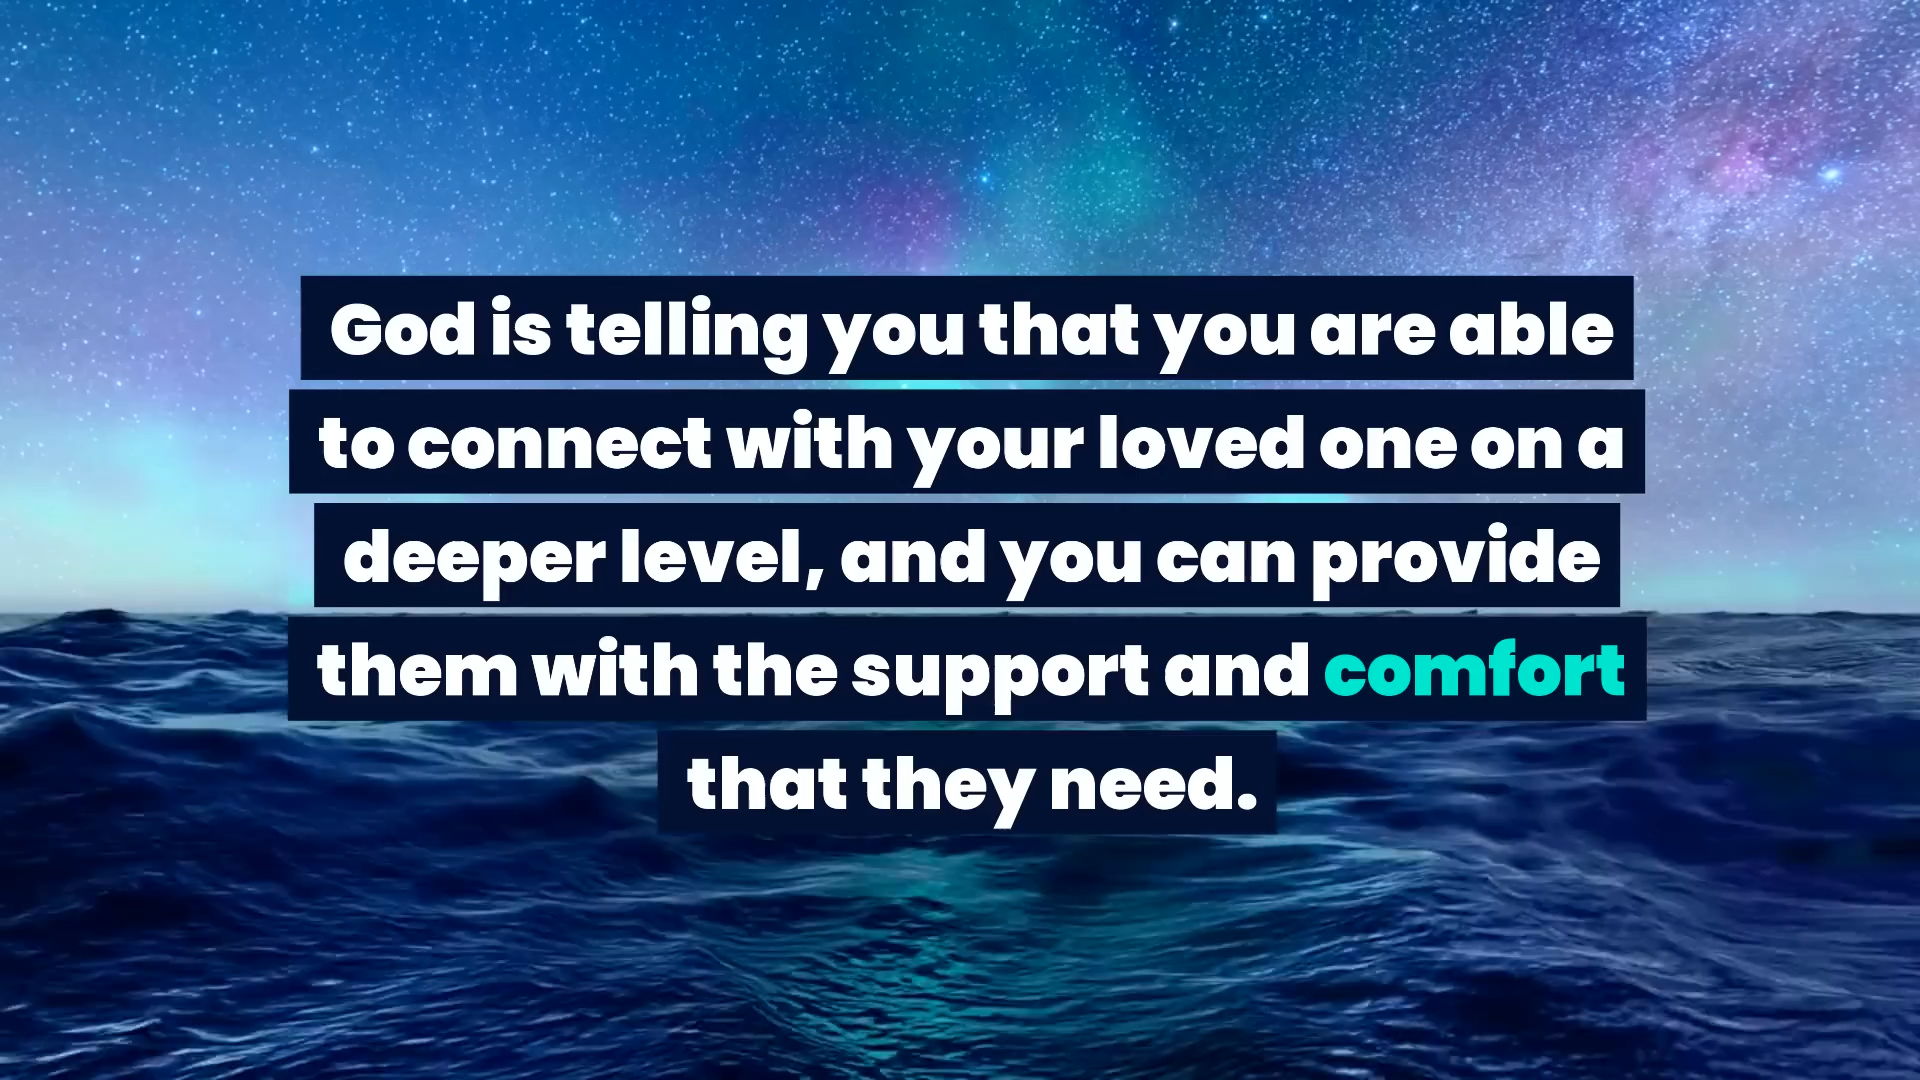 God is telling you that you are able
to connect with your loved one on a
deeper level, and you can provide
them with the support and comfort
that they need.